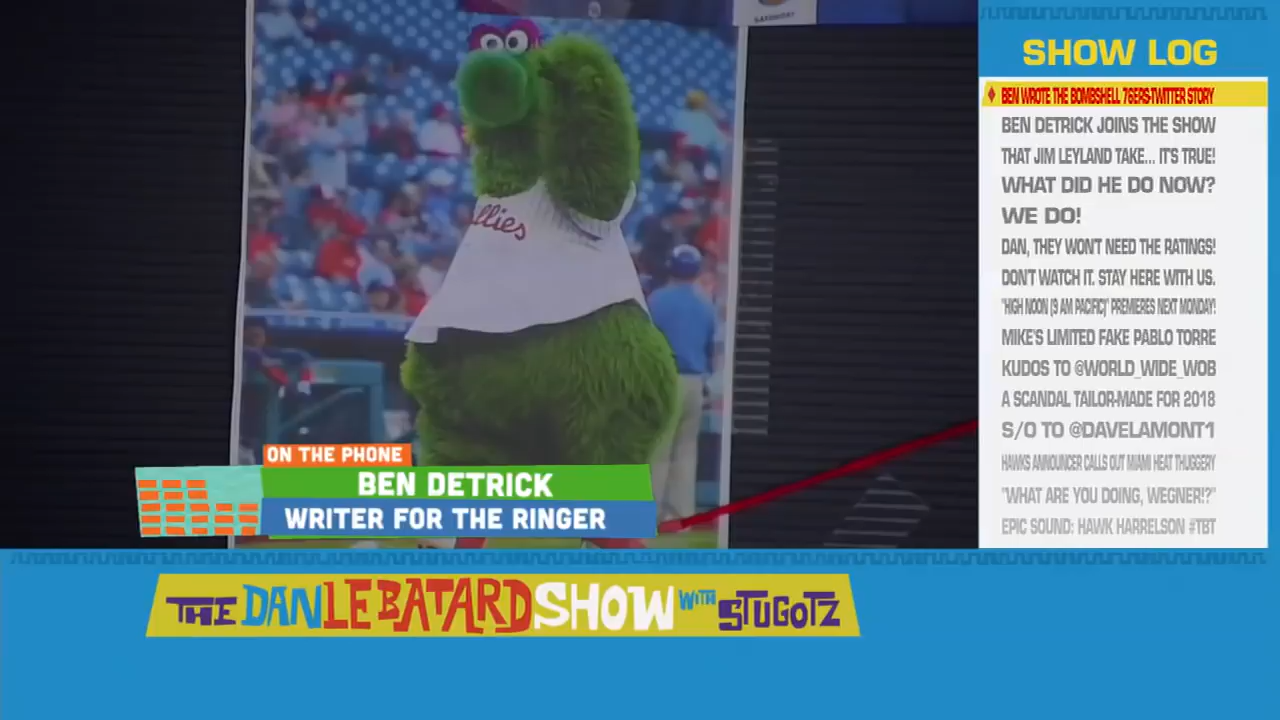 SHOW LOG
BEN WROTE THE BOMBSHELL 76ERS-TWITTER STORY
BEN DETRICK JOINS THE SHOW
THAT JIM LEYLAND TAKE... IT'S TRUE!
WHAT DID HE DO NOW?
WE DO!
DAN, THEY WON'T NEED THE RATINGS!
DON'T WATCH IT. STAY HERE WITH US.
"HIGH NOON (9 AM PACIFIC)" PREMIERES NEXT MONDAY!
MIKE'S LIMITED FAKE PABLO TORRE
KUDOS TO @WORLD_WIDE_WOB
A SCANDAL TAILOR-MADE FOR 2018
S/O TO @DAVELAMONT1
HAWKS ANNOUNCER CALLS OUT MIAMI HEAT THUGGERY
"WHAT ARE YOU DOING, WEGNER!?"
EPIC SOUND: HAWK HARRELSON #TBT
llies
ON THE PHONE
BEN DETRICK
WRITER FOR THE RINGER
THE DAN LE BATARD SHOW WITH STUGOTZ